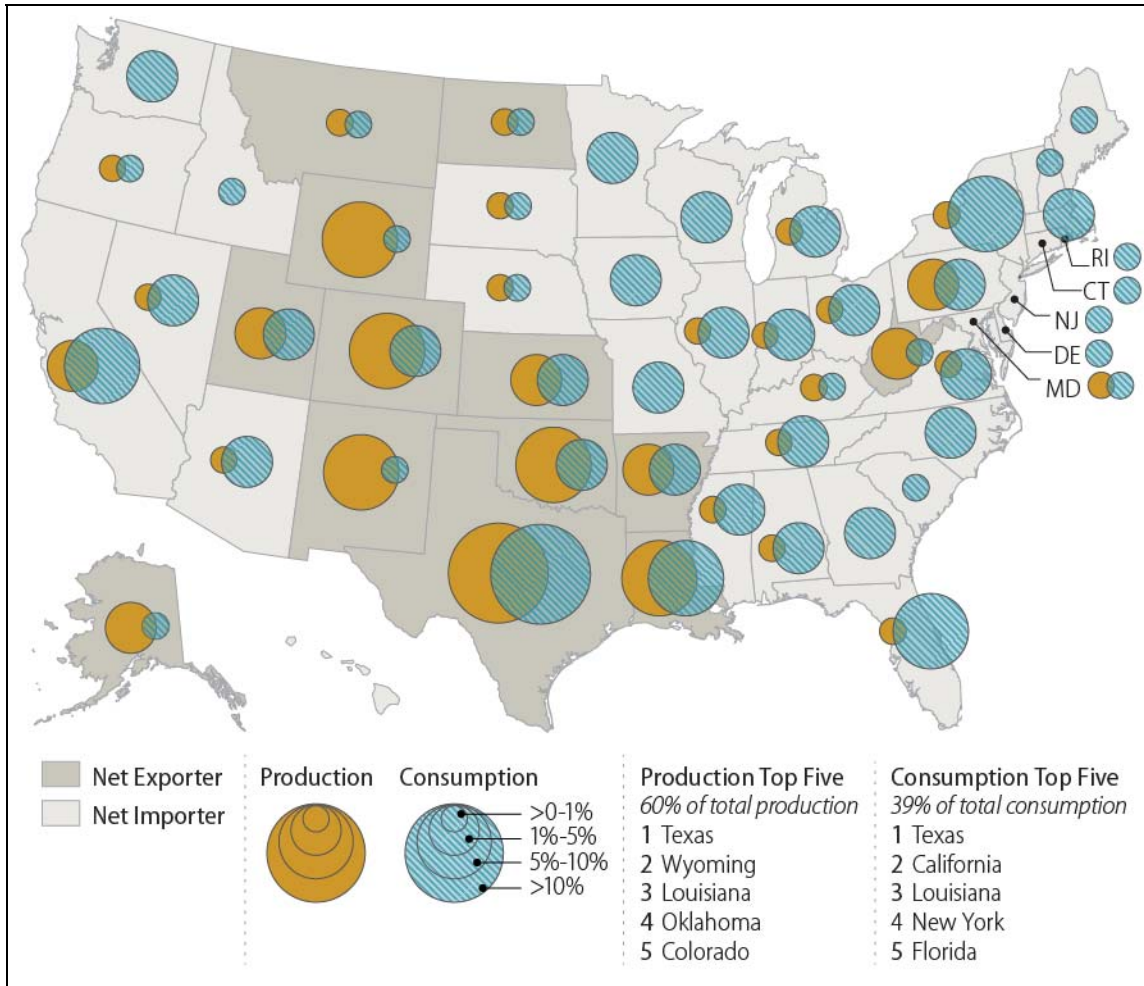 RI
CT
NJ
DE
MD
Net Exporter
Net Importer
Production
Consumption
>0-1%
1%-5%
5%-10%
>10%
Production Top Five
60% of total production
1 Texas
2 Wyoming
3 Louisiana
4 Oklahoma
5 Colorado
Consumption Top Five
39% of total consumption
1 Texas
2 California
3 Louisiana
4 New York
5 Florida